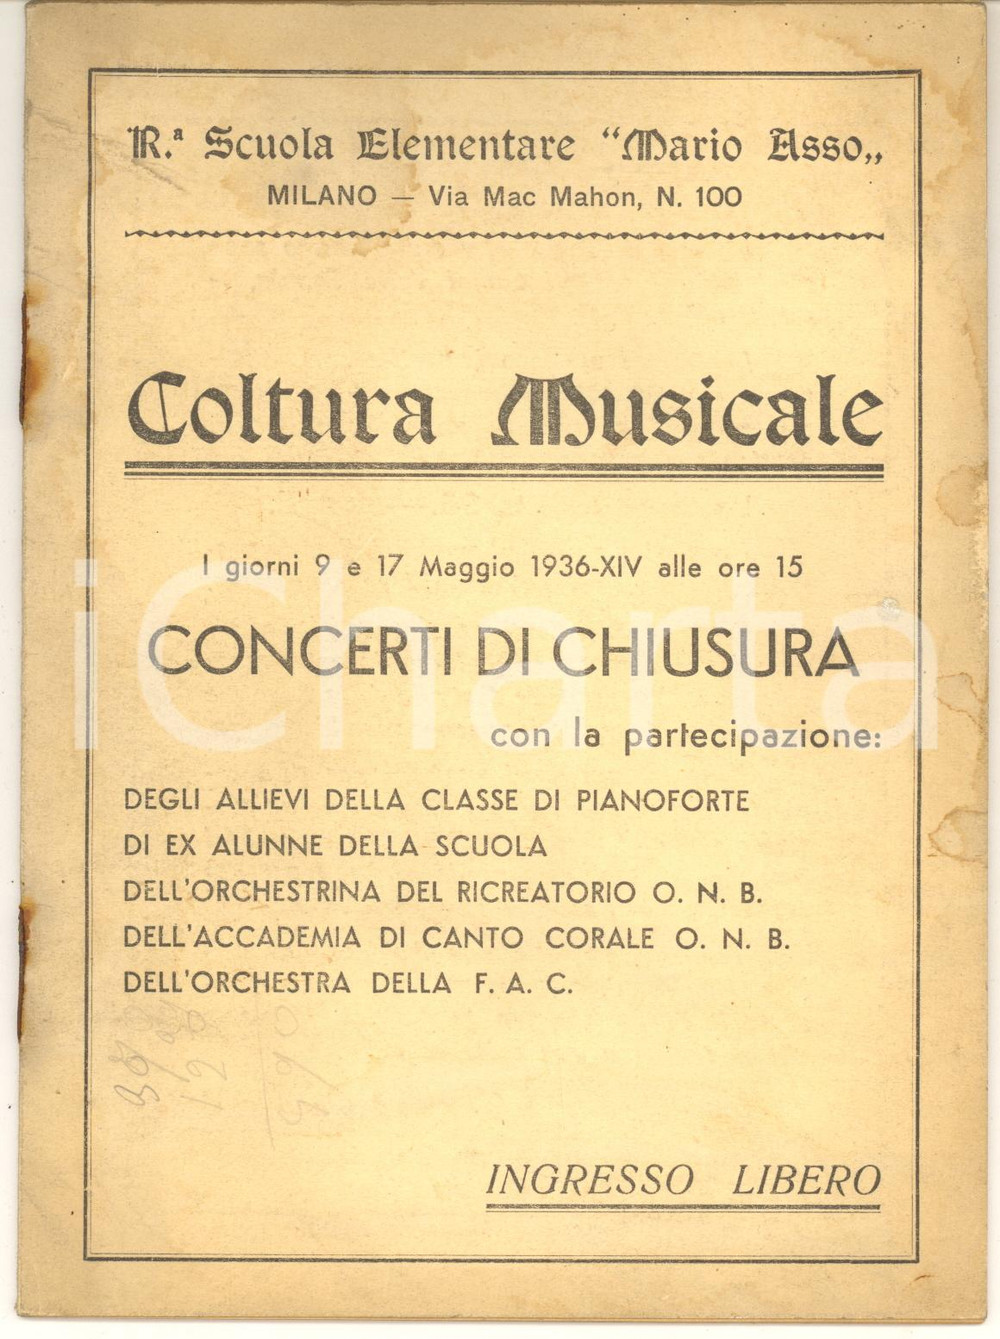 R.ª Scuola Elementare “Mario Asso„
MILANO — Via Mac Mahon, N. 100
Coltura Musicale
I giorni 9 e 17 Maggio 1936-XIV alle ore 15
CONCERTI DI CHIUSURA
con la partecipazione:
DEGLI ALLIEVI DELLA CLASSE DI PIANOFORTE
DI EX ALUNNE DELLA SCUOLA
DELL'ORCHESTRINA DEL RICREATORIO O. N. B.
DELL'ACCADEMIA DI CANTO CORALE O. N. B.
DELL'ORCHESTRA DELLA F. A. C.
INGRESSO LIBERO
iCharta